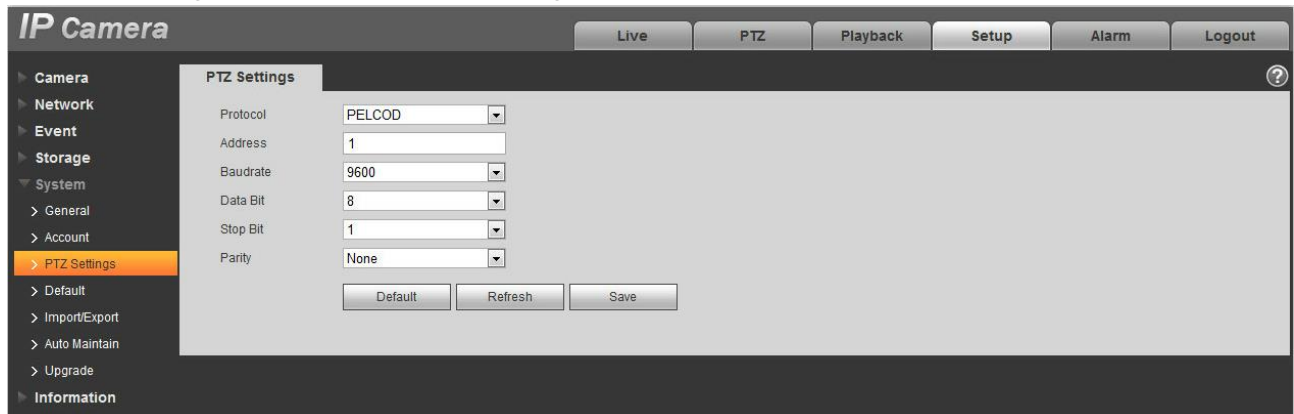 IP Camera
Live
PTZ
Playback
Setup
Alarm
Logout
Camera
Network
Event
Storage
System
> General
> Account
> PTZ Settings
> Default
> Import/Export
> Auto Maintain
> Upgrade
Information
PTZ Settings
?
Protocol PELCOD
Address 1
Baudrate 9600
Data Bit 8
Stop Bit 1
Parity None
Default Refresh Save